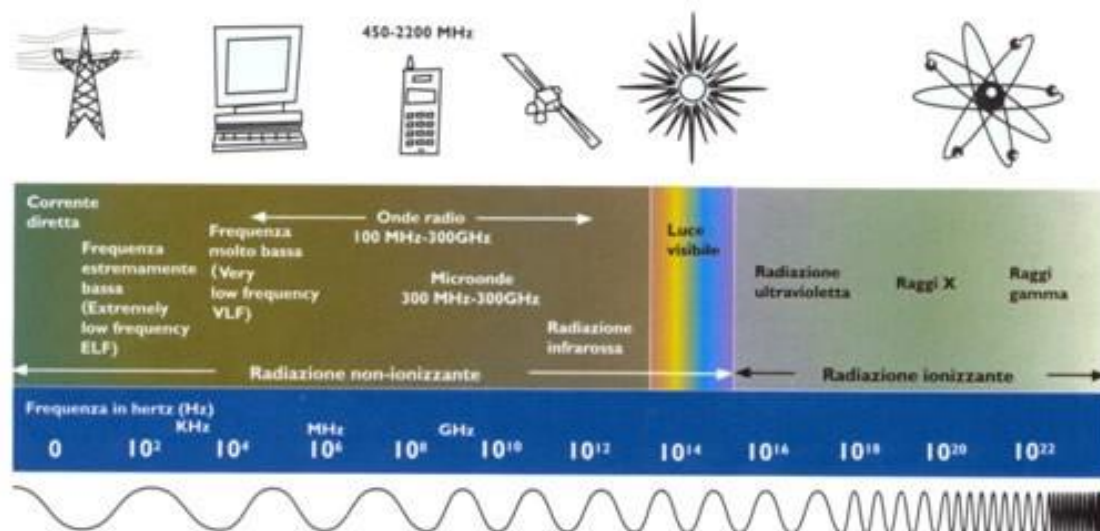 450-2200 MHz
Corrente
diretta
Frequenza
estremamente
bassa
(Extremely
low frequency
ELF)
Frequenza
molto bassa
(Very
low frequency
VLF)
Onde radio
100 MHz-300GHz
Microonde
300 MHz-300GHz
Radiazione
infrarossa
Luce
visibile
Radiazione
ultravioletta
Raggi X
Raggi
gamma
Radiazione non-ionizzante
Radiazione ionizzante
Frequenza in hertz (Hz)
KHz MHz GHz
0 10² 10⁴ 10⁶ 10⁸ 10¹⁰ 10¹² 10¹⁴ 10¹⁶ 10¹⁸ 10²⁰ 10²²